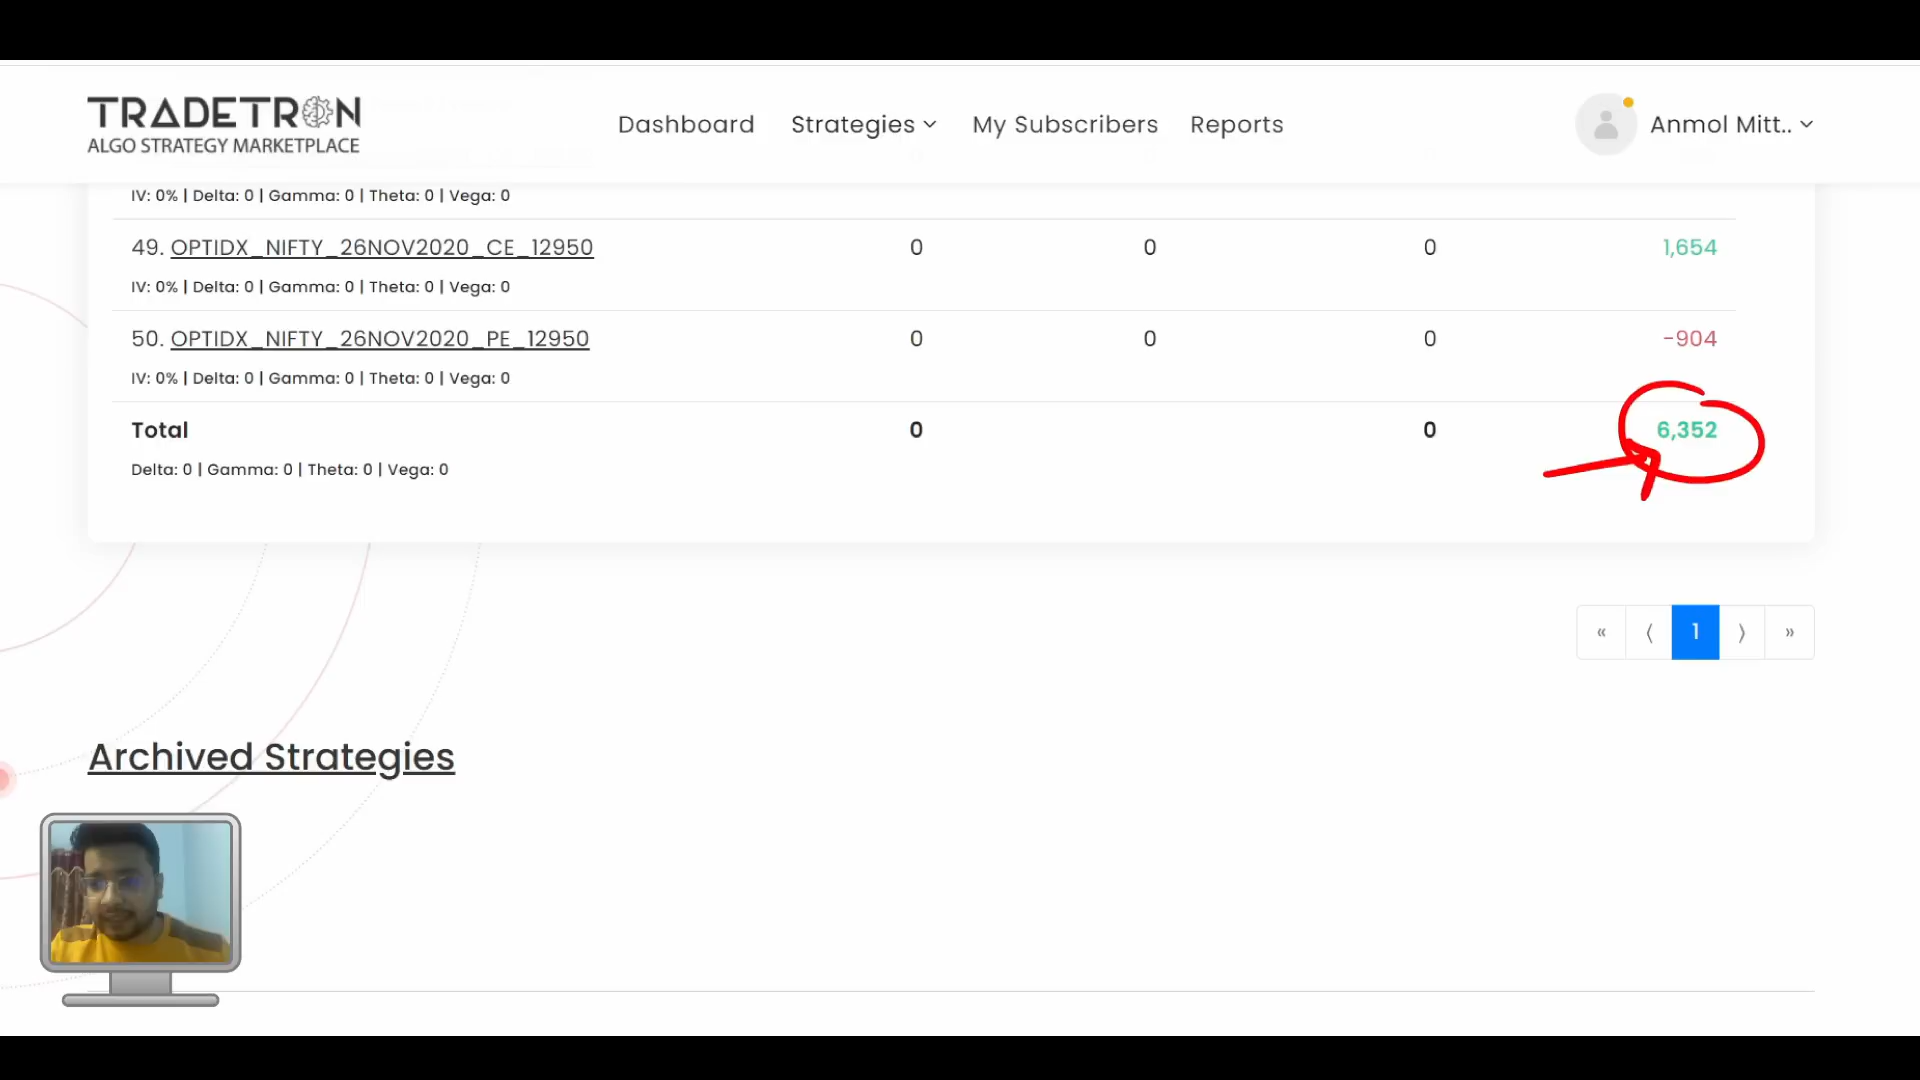 TRADETRON
ALGO STRATEGY MARKETPLACE
Dashboard
Strategies
My Subscribers
Reports
Anmol Mitt..
IV: 0% | Delta: 0 | Gamma: 0 | Theta: 0 | Vega: 0
49. OPTIDX_NIFTY_26NOV2020_CE_12950 0 0 0 1,654
IV: 0% | Delta: 0 | Gamma: 0 | Theta: 0 | Vega: 0
50. OPTIDX_NIFTY_26NOV2020_PE_12950 0 0 0 -904
IV: 0% | Delta: 0 | Gamma: 0 | Theta: 0 | Vega: 0
Total 0 0 6,352
Delta: 0 | Gamma: 0 | Theta: 0 | Vega: 0
« ⟨ 1 ⟩ »
Archived Strategies